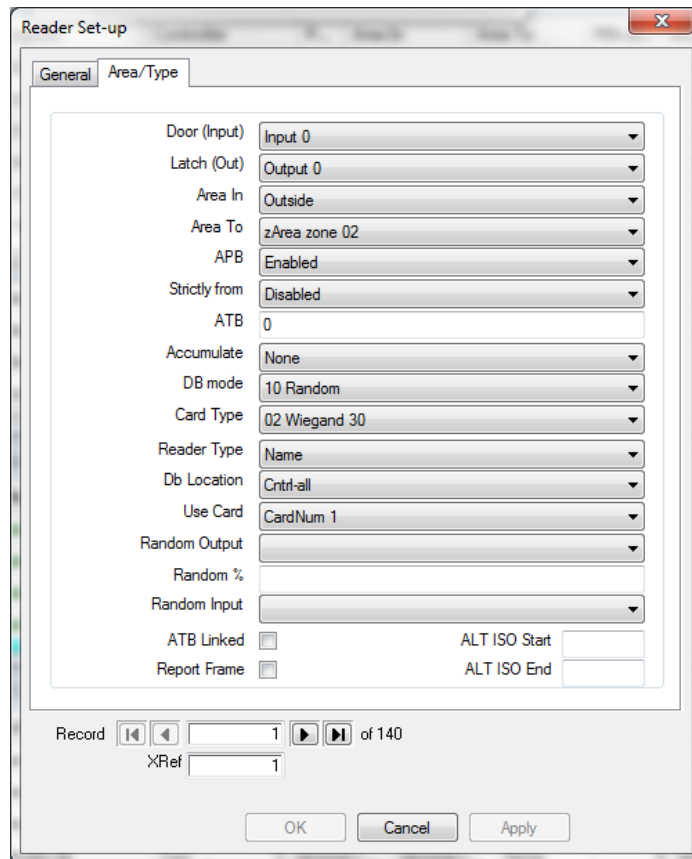 Reader Set-up
General Area/Type
Door (Input) Input 0
Latch (Out) Output 0
Area In Outside
Area To zArea zone 02
APB Enabled
Strictly from Disabled
ATB 0
Accumulate None
DB mode 10 Random
Card Type 02 Wiegand 30
Reader Type Name
Db Location Cntrl-all
Use Card CardNum 1
Random Output
Random %
Random Input
ATB Linked ALT ISO Start
Report Frame ALT ISO End
Record 1 of 140
XRef 1
OK Cancel Apply